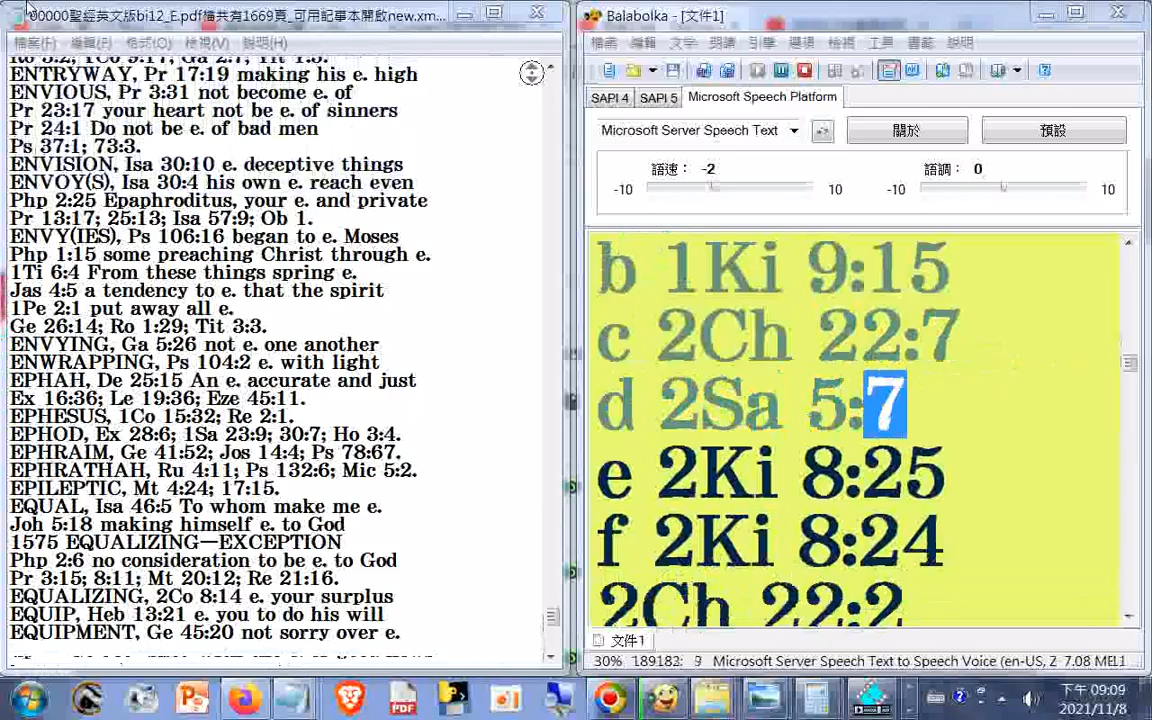 00000聖經英文版bi12_E.pdf檔共有1669頁_可用記事本開啟new.xm...
檔案(F) 編輯(E) 格式(O) 檢視(V) 說明(H)
Ro 3:2; 1Co 9:17; Ga 2:7; Tit 1:3.
ENTRYWAY, Pr 17:19 making his e. high
ENVIOUS, Pr 3:31 not become e. of
Pr 23:17 your heart not be e. of sinners
Pr 24:1 Do not be e. of bad men
Ps 37:1; 73:3.
ENVISION, Isa 30:10 e. deceptive things
ENVOY(S), Isa 30:4 his own e. reach even
Php 2:25 Epaphroditus, your e. and private
Pr 13:17; 25:13; Isa 57:9; Ob 1.
ENVY(IES), Ps 106:16 began to e. Moses
Php 1:15 some preaching Christ through e.
1Ti 6:4 From these things spring e.
Jas 4:5 a tendency to e. that the spirit
1Pe 2:1 put away all e.
Ge 26:14; Ro 1:29; Tit 3:3.
ENVYING, Ga 5:26 not e. one another
ENWRAPPING, Ps 104:2 e. with light
EPHAH, De 25:15 An e. accurate and just
Ex 16:36; Le 19:36; Eze 45:11.
EPHESUS, 1Co 15:32; Re 2:1.
EPHOD, Ex 28:6; 1Sa 23:9; 30:7; Ho 3:4.
EPHRAIM, Ge 41:52; Jos 14:4; Ps 78:67.
EPHRATHAH, Ru 4:11; Ps 132:6; Mic 5:2.
EPILEPTIC, Mt 4:24; 17:15.
EQUAL, Isa 46:5 To whom make me e.
Joh 5:18 making himself e. to God
1575 EQUALIZING—EXCEPTION
Php 2:6 no consideration to be e. to God
Pr 3:15; 8:11; Mt 20:12; Re 21:16.
EQUALIZING, 2Co 8:14 e. your surplus
EQUIP, Heb 13:21 e. you to do his will
EQUIPMENT, Ge 45:20 not sorry over e.
Balabolka - [文件1]
檔案 編輯 文字 朗讀 引擎 選項 檢視 工具 書籤 說明
SAPI 4 SAPI 5 Microsoft Speech Platform
Microsoft Server Speech Text 關於 預設
語速： -2 語調： 0
-10 10 -10 10
b 1Ki 9:15
c 2Ch 22:7
d 2Sa 5:7
e 2Ki 8:25
f 2Ki 8:24
2Ch 22:2
文件1
30% Microsoft Server Speech Text to Speech Voice (en-US, Z 7.08
PDF
下午 09:09
2021/11/8